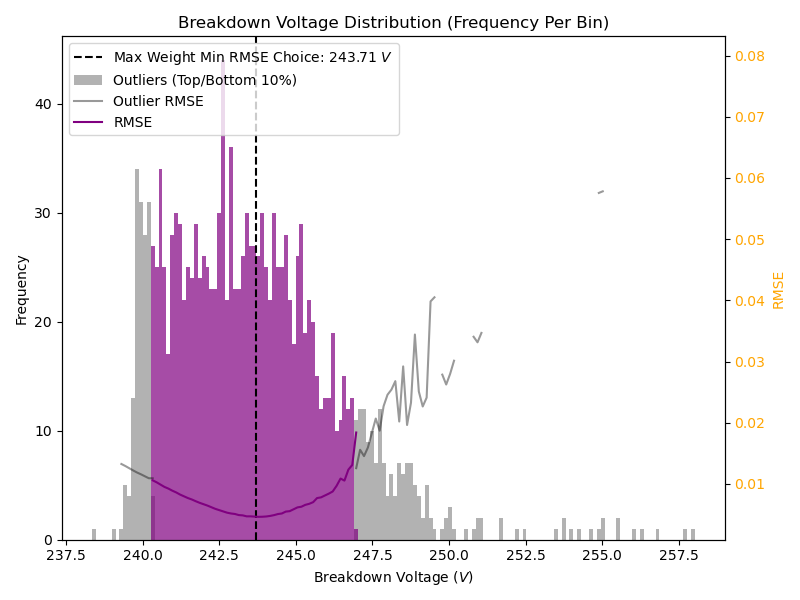 Breakdown Voltage Distribution (Frequency Per Bin)
Max Weight Min RMSE Choice: 243.71 V
Outliers (Top/Bottom 10%)
Outlier RMSE
RMSE
Frequency
0
10
20
30
40
0.08
0.07
0.06
0.05
0.04
0.03
0.02
0.01
RMSE
237.5 240.0 242.5 245.0 247.5 250.0 252.5 255.0 257.5
Breakdown Voltage (V)